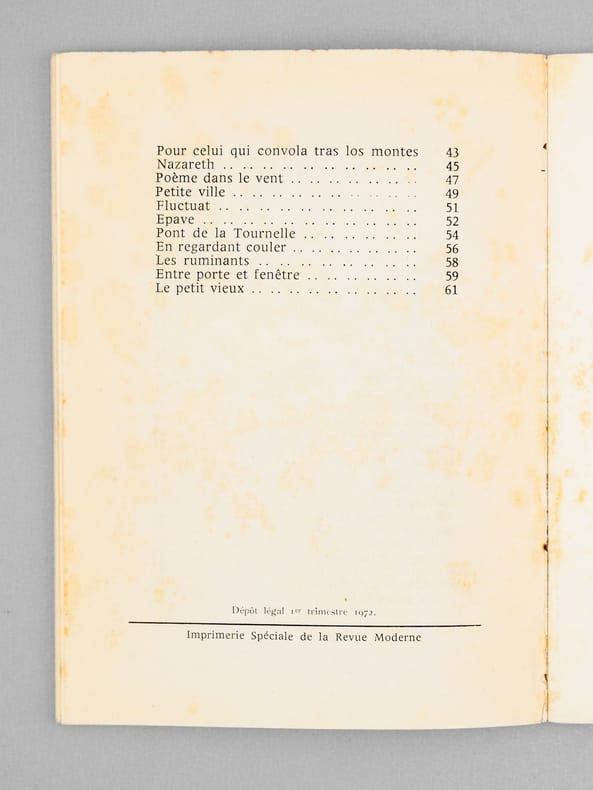 Pour celui qui convola tras los montes 43
Nazareth .. .. .. .. .. .. .. .. .. .. 45
Poème dans le vent .. .. .. .. .. .. .. 47
Petite ville .. .. .. .. .. .. .. .. .. .. 49
Fluctuat .. .. .. .. .. .. .. .. .. .. .. 51
Epave .. .. .. .. .. .. .. .. .. .. .. 52
Pont de la Tournelle .. .. .. .. .. .. 54
En regardant couler .. .. .. .. .. .. .. 56
Les ruminants .. .. .. .. .. .. .. .. .. 58
Entre porte et fenêtre .. .. .. .. .. .. 59
Le petit vieux .. .. .. .. .. .. .. .. .. 61
Dépôt légal 1er trimestre 1972.
Imprimerie Spéciale de la Revue Moderne